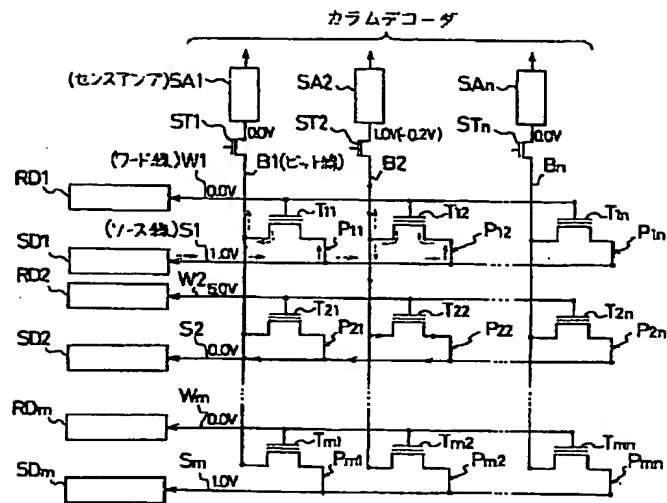 カラムデコーダ
(センスアンプ)SA1 SA2 SAn
0.0V 1.0V(-0.2V) 0.0V
ST1 ST2 STn
(ワード線)W1 B1(ビット線) B2 Bn
RD1 0.0V
T11 T12 T1n
(ソース線)S1 P11 P12 P1n
SD1 1.0V
RD2 W2 5.0V
T21 T22 T2n
S2 P21 P22 P2n
SD2 0.0V
RDm Wm 0.0V
Tm1 Tm2 Tmn
SDm Sm 1.0V Pm1 Pm2 Pmn